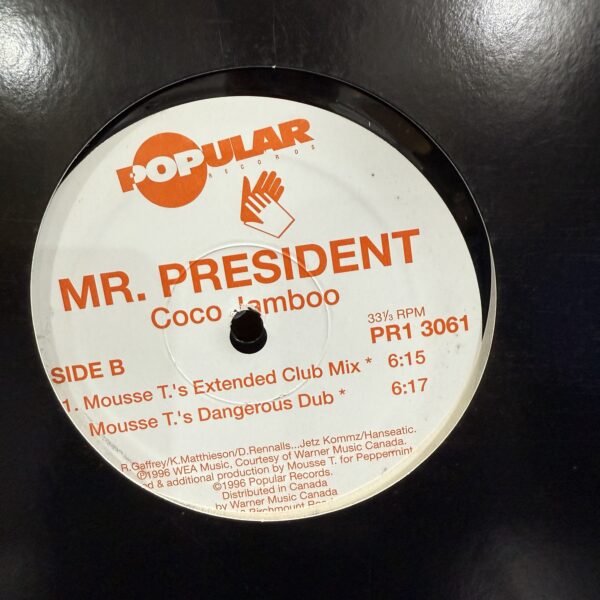 POPULAR
RECORDS
MR. PRESIDENT
Coco Jamboo
33⅓ RPM
PR1 3061
SIDE B
1. Mousse T.'s Extended Club Mix * 6:15
Mousse T.'s Dangerous Dub * 6:17
R.Gaffrey/K.Matthieson/D.Rennalls...Jetz Kommz/Hanseatic.
℗1996 WEA Music, Courtesy of Warner Music Canada.
& additional production by Mousse T. for Peppermint
©1996 Popular Records.
Distributed in Canada
by Warner Music Canada
Birchmount